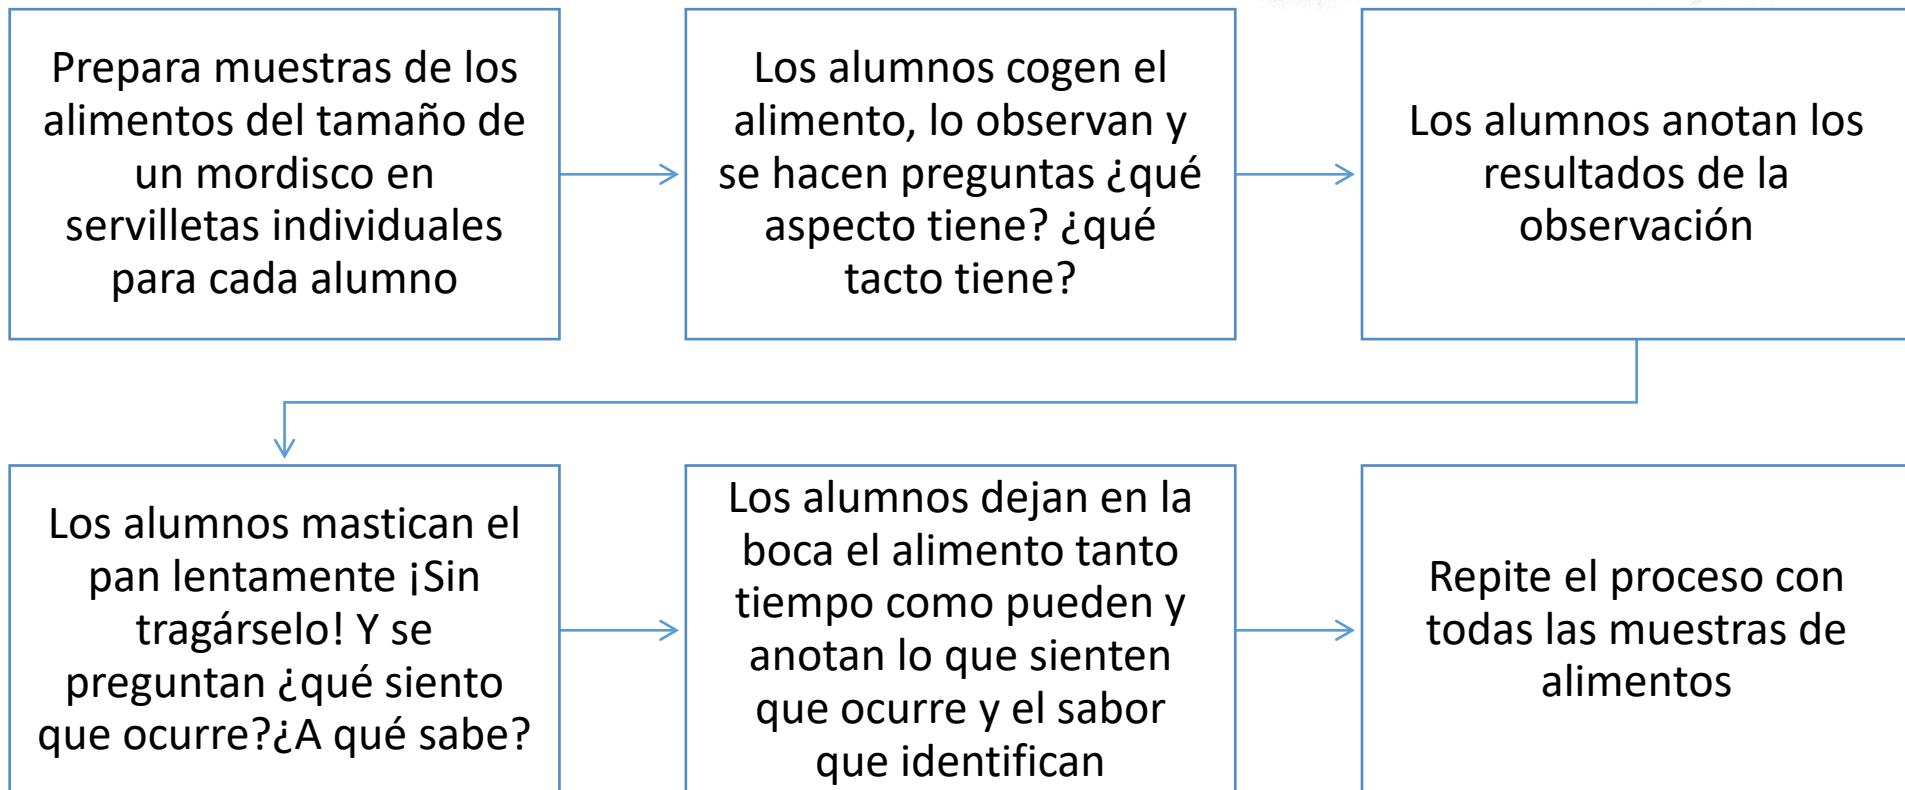 Prepara muestras de los
alimentos del tamaño de
un mordisco en
servilletas individuales
para cada alumno
Los alumnos cogen el
alimento, lo observan y
se hacen preguntas ¿qué
aspecto tiene? ¿qué
tacto tiene?
Los alumnos anotan los
resultados de la
observación
Los alumnos mastican el
pan lentamente ¡Sin
tragárselo! Y se
preguntan ¿qué siento
que ocurre?¿A qué sabe?
Los alumnos dejan en la
boca el alimento tanto
tiempo como pueden y
anotan lo que sienten
que ocurre y el sabor
que identifican
Repite el proceso con
todas las muestras de
alimentos